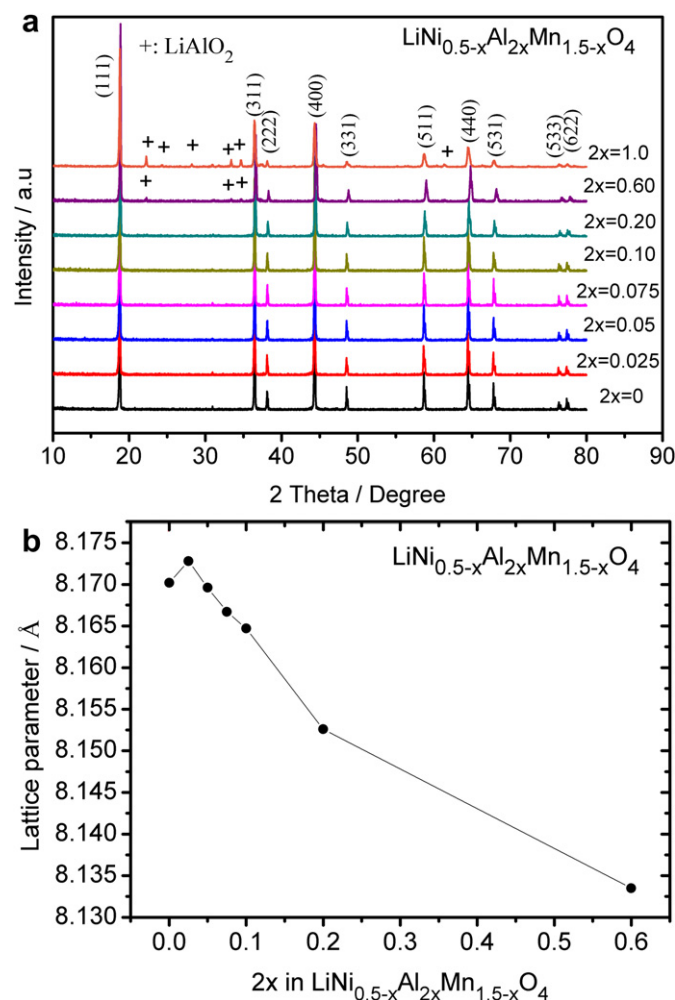 a
+: LiAlO₂
LiNi₀.₅₋ₓAl₂ₓMn₁.₅₋ₓO₄
(111)
(311)
(222)
(400)
(331)
(511)
(440)
(531)
(533)
(622)
+ + + + + +
+ + +
2x=1.0
2x=0.60
2x=0.20
2x=0.10
2x=0.075
2x=0.05
2x=0.025
2x=0
Intensity / a.u
10 20 30 40 50 60 70 80 90
2 Theta / Degree
b
LiNi₀.₅₋ₓAl₂ₓMn₁.₅₋ₓO₄
8.175
8.170
8.165
8.160
8.155
8.150
8.145
8.140
8.135
8.130
Lattice parameter / Å
0.0 0.1 0.2 0.3 0.4 0.5 0.6
2x in LiNi₀.₅₋ₓAl₂ₓMn₁.₅₋ₓO₄